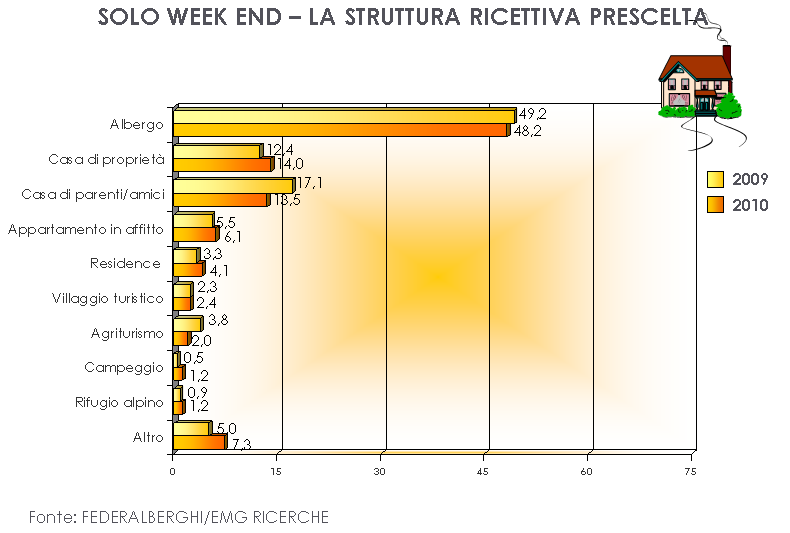 SOLO WEEK END – LA STRUTTURA RICETTIVA PRESCELTA
Albergo 49,2
48,2
Casa di proprietà 12,4
14,0
Casa di parenti/amici 17,1
13,5
Appartamento in affitto 5,5
6,1
Residence 3,3
4,1
Villaggio turistico 2,3
2,4
Agriturismo 3,8
2,0
Campeggio 0,5
1,2
Rifugio alpino 0,9
1,2
Altro 5,0
7,3
0 15 30 45 60 75
2009
2010
Fonte: FEDERALBERGHI/EMG RICERCHE